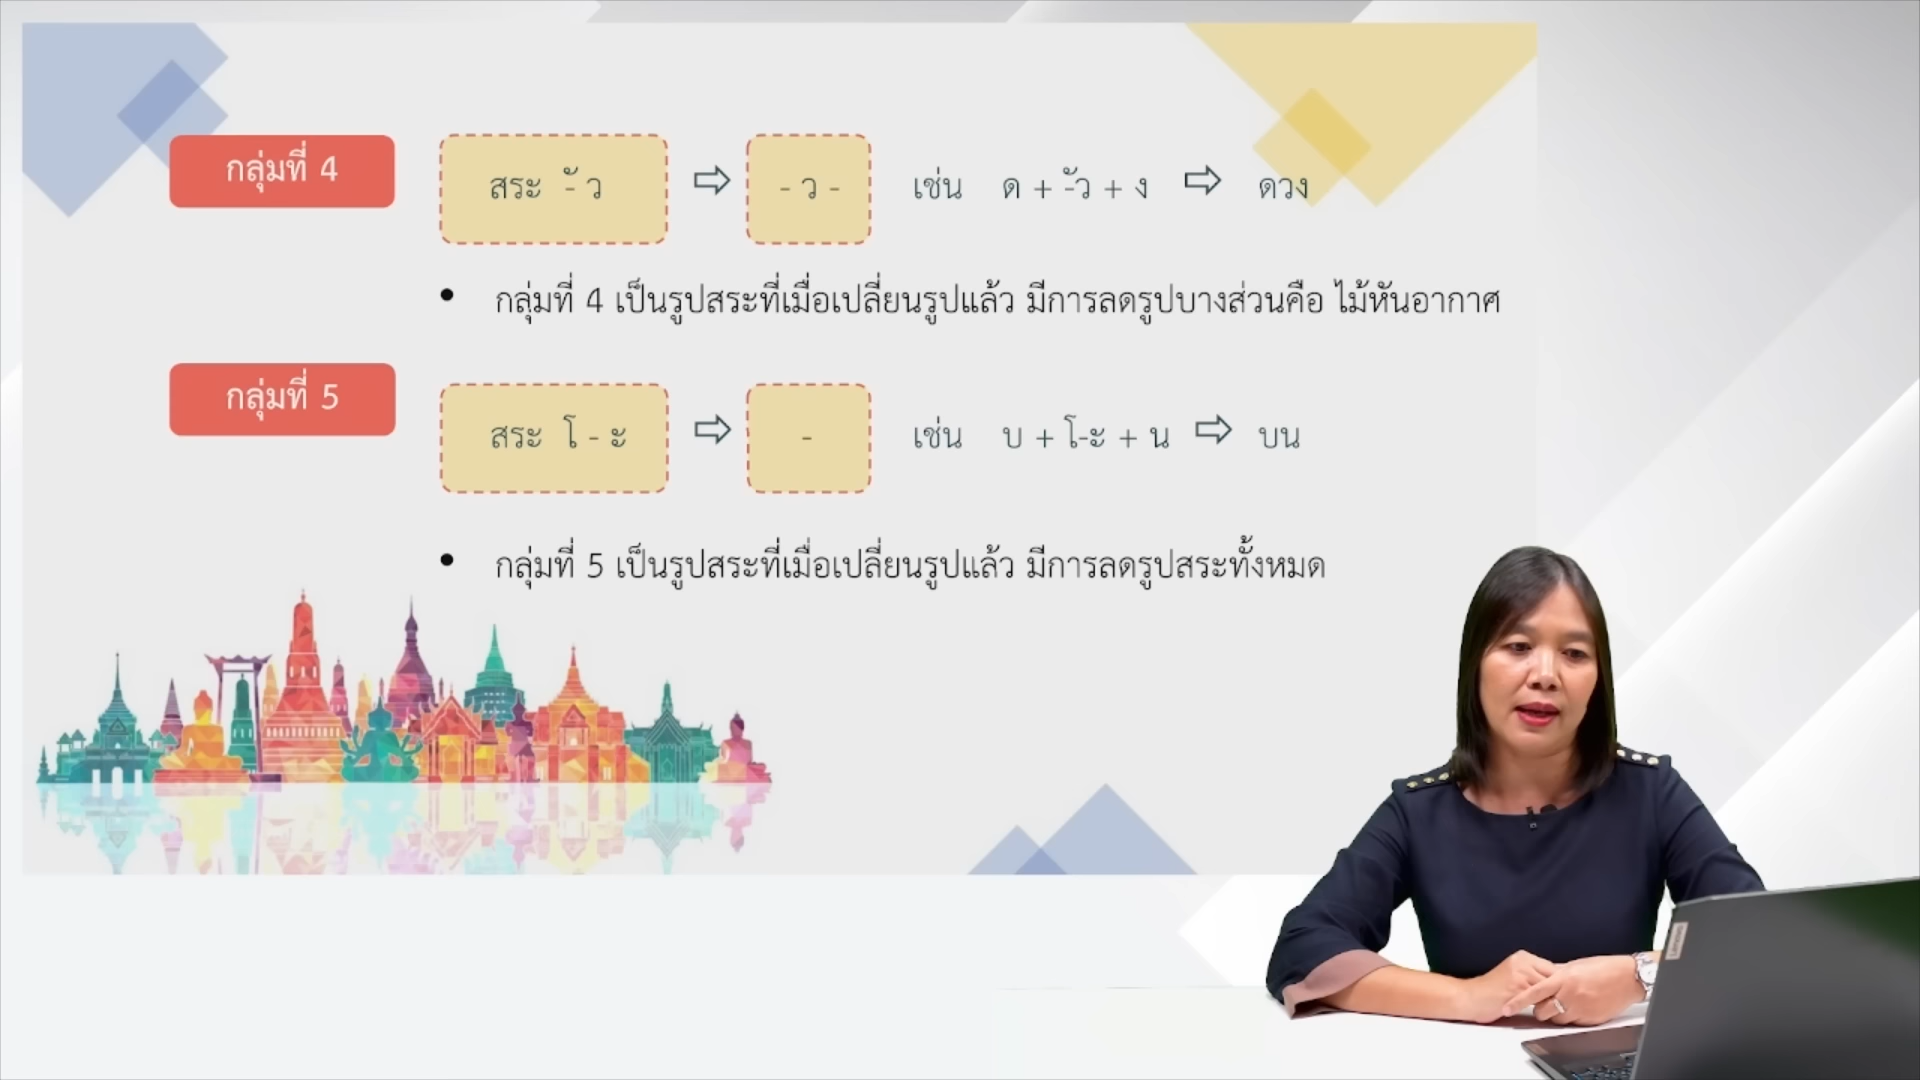 กลุ่มที่ 4
สระ -ั ว ⇨ - ว - เช่น ด + -ัว + ง ⇨ ดวง
• กลุ่มที่ 4 เป็นรูปสระที่เมื่อเปลี่ยนรูปแล้ว มีการลดรูปบางส่วนคือ ไม้หันอากาศ
กลุ่มที่ 5
สระ โ - ะ ⇨ - เช่น บ + โ-ะ + น ⇨ บน
• กลุ่มที่ 5 เป็นรูปสระที่เมื่อเปลี่ยนรูปแล้ว มีการลดรูปสระทั้งหมด
Lenovo